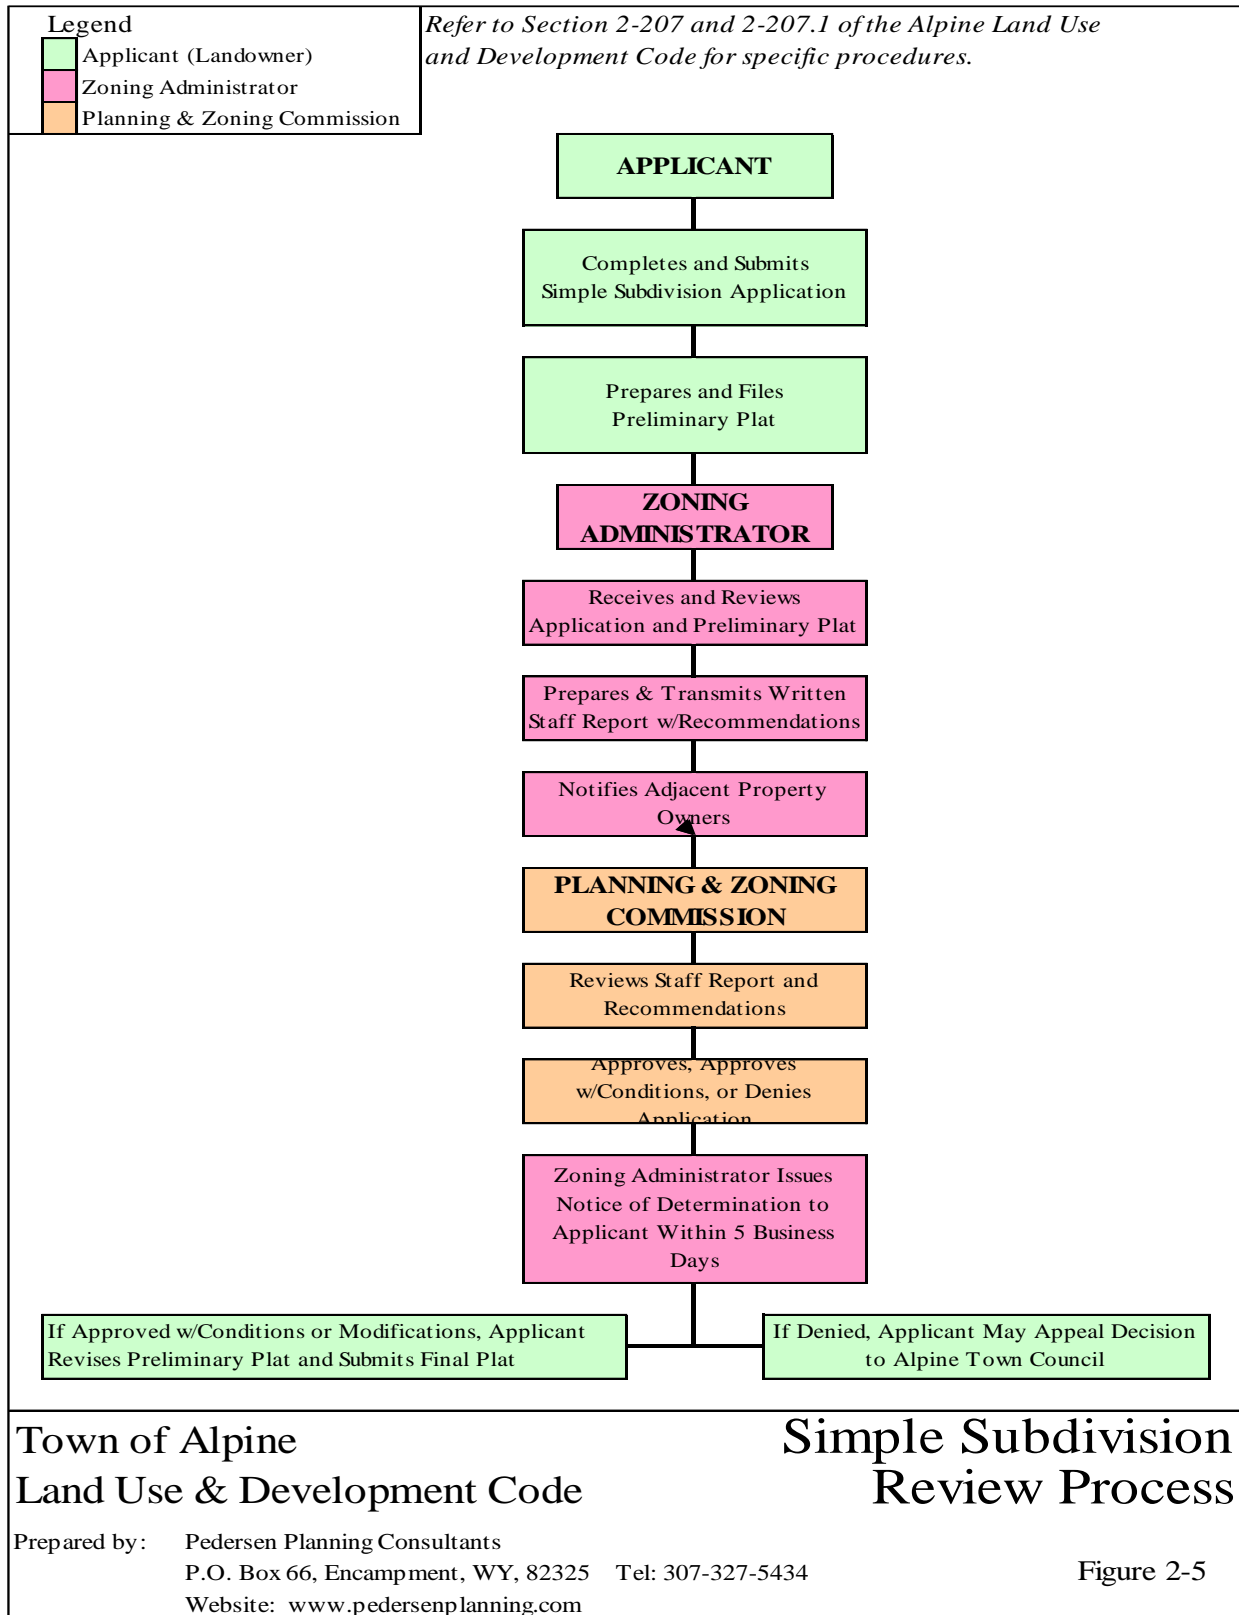 Legend
Applicant (Landowner)
Zoning Administrator
Planning & Zoning Commission
Refer to Section 2-207 and 2-207.1 of the Alpine Land Use
and Development Code for specific procedures.
APPLICANT
Completes and Submits
Simple Subdivision Application
Prepares and Files
Preliminary Plat
ZONING
ADMINISTRATOR
Receives and Reviews
Application and Preliminary Plat
Prepares & Transmits Written
Staff Report w/Recommendations
Notifies Adjacent Property
Owners
PLANNING & ZONING
COMMISSION
Reviews Staff Report and
Recommendations
Approves, Approves
w/Conditions, or Denies
Application
Zoning Administrator Issues
Notice of Determination to
Applicant Within 5 Business
Days
If Approved w/Conditions or Modifications, Applicant
Revises Preliminary Plat and Submits Final Plat
If Denied, Applicant May Appeal Decision
to Alpine Town Council
Town of Alpine
Land Use & Development Code
Simple Subdivision
Review Process
Prepared by: Pedersen Planning Consultants
P.O. Box 66, Encampment, WY, 82325 Tel: 307-327-5434
Website: www.pedersenplanning.com
Figure 2-5